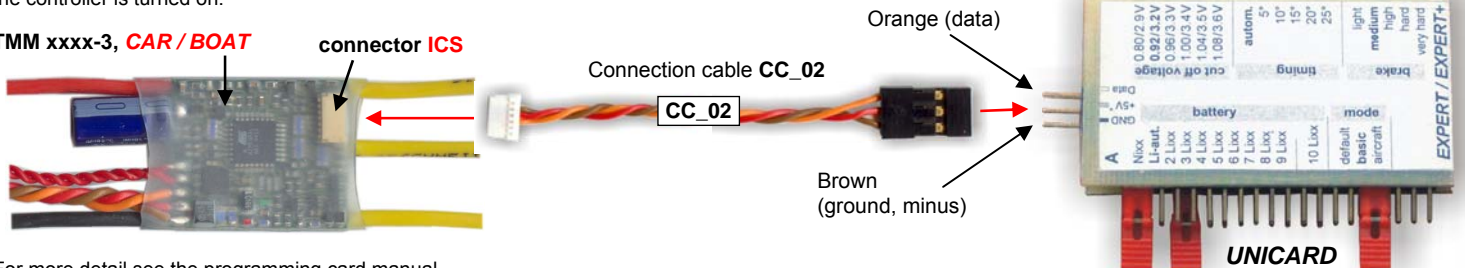 the controller is turned on.
TMM xxxx-3, CAR / BOAT
connector ICS
Connection cable CC_02
CC_02
Orange (data)
Brown
(ground, minus)
0.80/2.9 V
0.92/3.2 V
0.96/3.3 V
1.00/3.4 V
1.04/3.5 V
1.08/3.6V
cut off voltage
autom.
5°
10°
15°
20°
25°
timing
light
medium
high
hard
very hard
brake
EXPERT / EXPERT+
Data
+5V
GND
battery
mode
A
Nixx
Li-aut.
2 Lixx
3 Lixx
4 Lixx
5 Lixx
6 Lixx
7 Lixx
8 Lixx
9 Lixx
10 Lixx
default
basic
aircraft
UNICARD
For more detail see the programming card manual